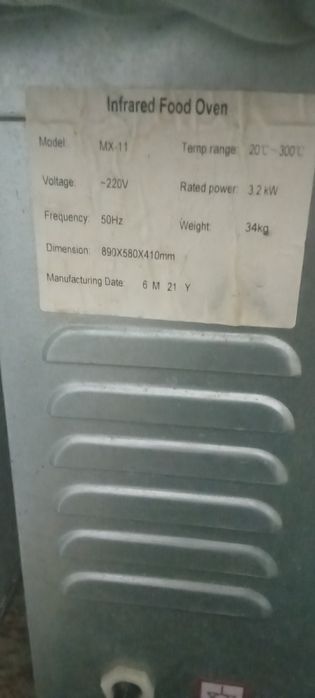 Infrared Food Oven
Model: MX-11 Temp range: 20℃~300℃
Voltage: ~220V Rated power: 3.2 kW
Frequency: 50Hz Weight: 34kg
Dimension: 890X580X410mm
Manufacturing Date: 6 M 21 Y